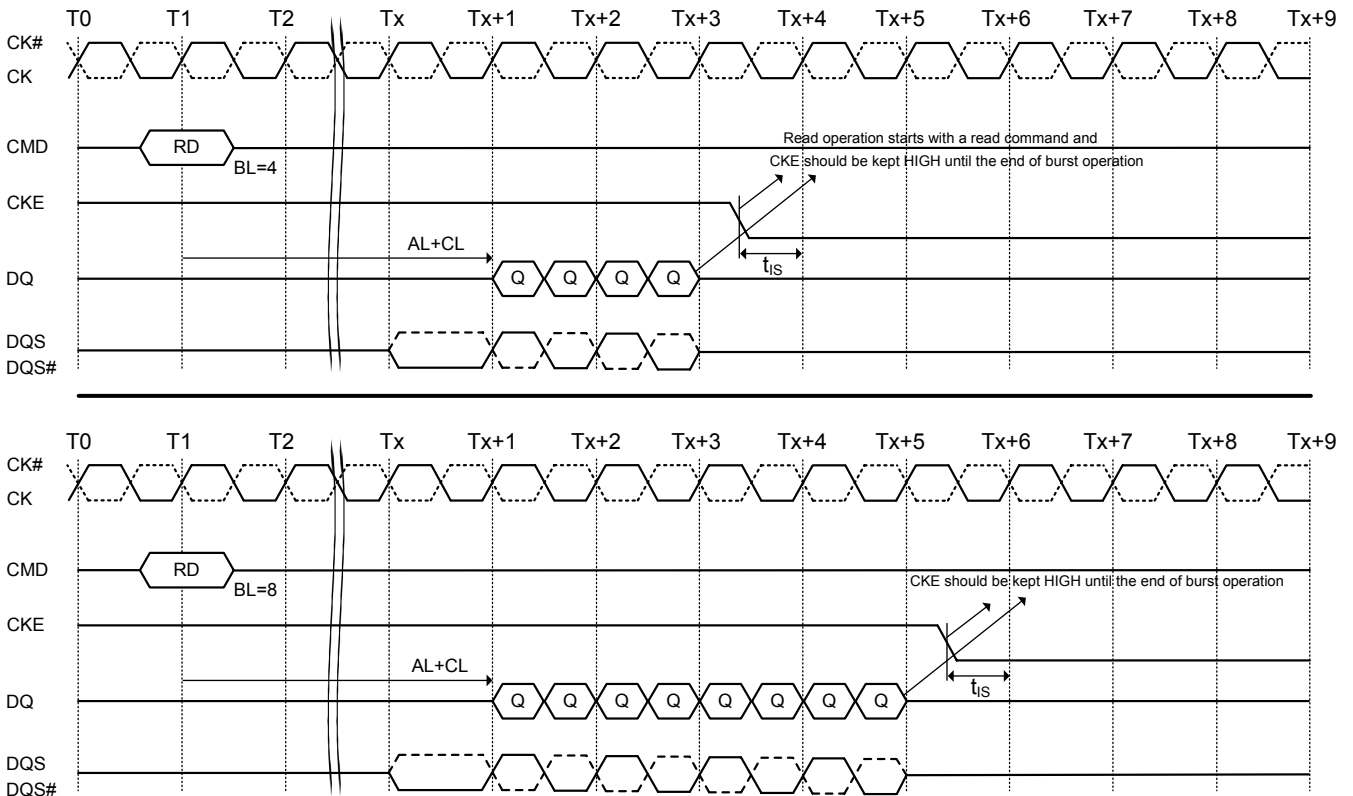 T0 T1 T2 Tx Tx+1 Tx+2 Tx+3 Tx+4 Tx+5 Tx+6 Tx+7 Tx+8 Tx+9
CK#
CK
Read operation starts with a read command and
CMD RD
CKE should be kept HIGH until the end of burst operation
BL=4
CKE
AL+CL
tIS
DQ Q Q Q Q
DQS
DQS#
T0 T1 T2 Tx Tx+1 Tx+2 Tx+3 Tx+4 Tx+5 Tx+6 Tx+7 Tx+8 Tx+9
CK#
CK
CMD RD
CKE should be kept HIGH until the end of burst operation
BL=8
CKE
AL+CL
tIS
DQ Q Q Q Q Q Q Q Q
DQS
DQS#